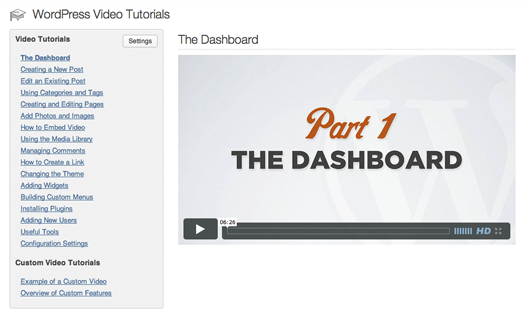 WordPress Video Tutorials
Video Tutorials
Settings
The Dashboard
Creating a New Post
Edit an Existing Post
Using Categories and Tags
Creating and Editing Pages
Add Photos and Images
How to Embed Video
Using the Media Library
Managing Comments
How to Create a Link
Changing the Theme
Adding Widgets
Building Custom Menus
Installing Plugins
Adding New Users
Useful Tools
Configuration Settings
Custom Video Tutorials
Example of a Custom Video
Overview of Custom Features
The Dashboard
Part 1
THE DASHBOARD
06:26
HD